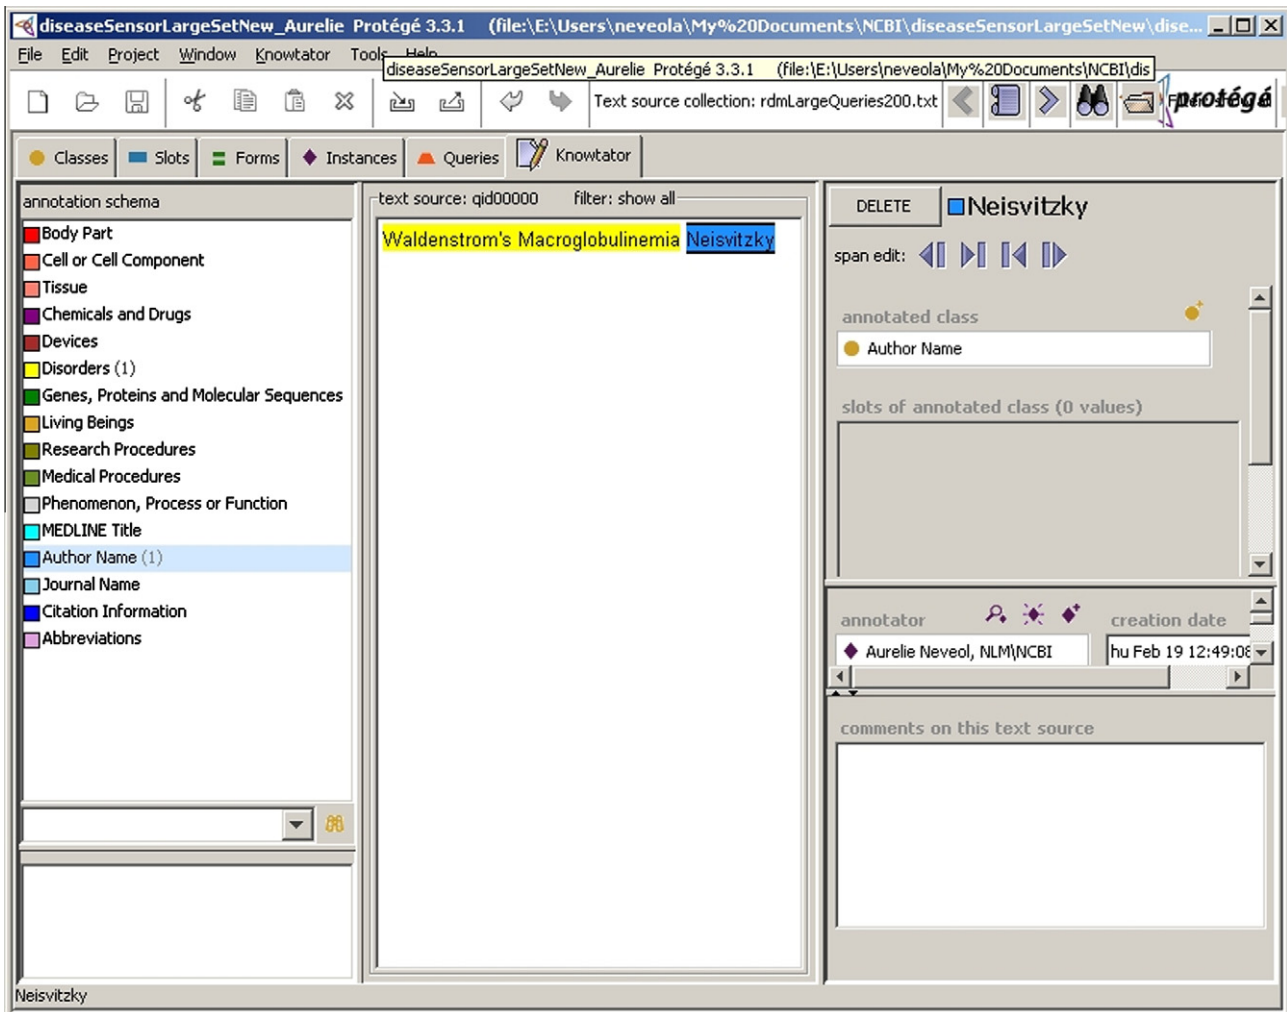 diseaseSensorLargeSetNew_Aurelie Protégé 3.3.1 (file:\E:\Users\neveola\My%20Documents\NCBI\diseaseSensorLargeSetNew\dise...
File Edit Project Window Knowtator Tools Help
diseaseSensorLargeSetNew_Aurelie Protégé 3.3.1 (file:\E:\Users\neveola\My%20Documents\NCBI\dis
Text source collection: rdmLargeQueries200.txt protégé
Classes Slots Forms Instances Queries Knowtator
annotation schema
Body Part
Cell or Cell Component
Tissue
Chemicals and Drugs
Devices
Disorders (1)
Genes, Proteins and Molecular Sequences
Living Beings
Research Procedures
Medical Procedures
Phenomenon, Process or Function
MEDLINE Title
Author Name (1)
Journal Name
Citation Information
Abbreviations
text source: qid00000 filter: show all
Waldenstrom's Macroglobulinemia Neisvitzky
DELETE Neisvitzky
span edit:
annotated class
Author Name
slots of annotated class (0 values)
annotator creation date
Aurelie Neveol, NLM\NCBI hu Feb 19 12:49:08
comments on this text source
Neisvitzky